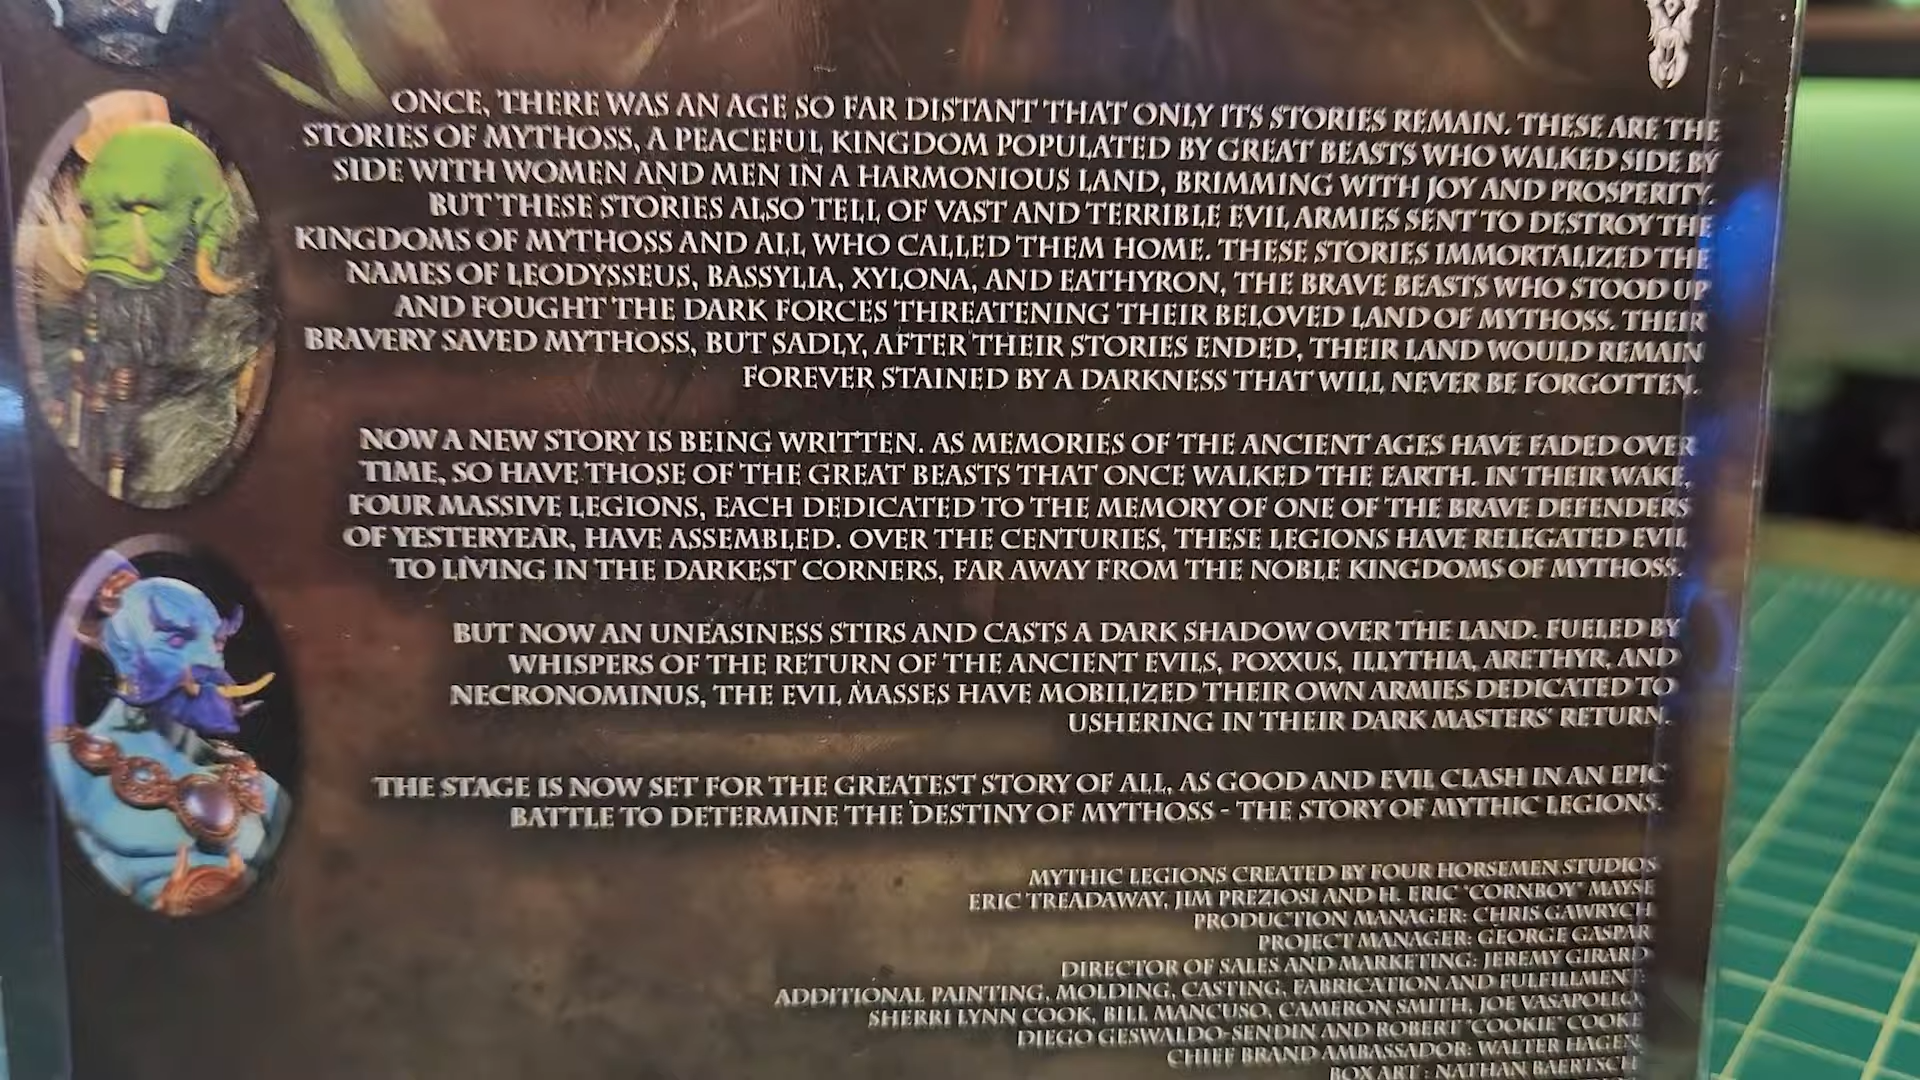 ONCE, THERE WAS AN AGE SO FAR DISTANT THAT ONLY ITS STORIES REMAIN. THESE ARE THE
STORIES OF MYTHOSS, A PEACEFUL KINGDOM POPULATED BY GREAT BEASTS WHO WALKED SIDE BY
SIDE WITH WOMEN AND MEN IN A HARMONIOUS LAND, BRIMMING WITH JOY AND PROSPERITY.
BUT THESE STORIES ALSO TELL OF VAST AND TERRIBLE EVIL ARMIES SENT TO DESTROY THE
KINGDOMS OF MYTHOSS AND ALL WHO CALLED THEM HOME. THESE STORIES IMMORTALIZED THE
NAMES OF LEODYSSEUS, BASSYLIA, XYLONA, AND EATHYRON, THE BRAVE BEASTS WHO STOOD UP
AND FOUGHT THE DARK FORCES THREATENING THEIR BELOVED LAND OF MYTHOSS. THEIR
BRAVERY SAVED MYTHOSS, BUT SADLY, AFTER THEIR STORIES ENDED, THEIR LAND WOULD REMAIN
FOREVER STAINED BY A DARKNESS THAT WILL NEVER BE FORGOTTEN.
NOW A NEW STORY IS BEING WRITTEN. AS MEMORIES OF THE ANCIENT AGES HAVE FADED OVER
TIME, SO HAVE THOSE OF THE GREAT BEASTS THAT ONCE WALKED THE EARTH. IN THEIR WAKE,
FOUR MASSIVE LEGIONS, EACH DEDICATED TO THE MEMORY OF ONE OF THE BRAVE DEFENDERS
OF YESTERYEAR, HAVE ASSEMBLED. OVER THE CENTURIES, THESE LEGIONS HAVE RELEGATED EVIL
TO LIVING IN THE DARKEST CORNERS, FAR AWAY FROM THE NOBLE KINGDOMS OF MYTHOSS.
BUT NOW AN UNEASINESS STIRS AND CASTS A DARK SHADOW OVER THE LAND. FUELED BY
WHISPERS OF THE RETURN OF THE ANCIENT EVILS, POXXUS, ILLYTHIA, ARETHYR, AND
NECRONOMINUS, THE EVIL MASSES HAVE MOBILIZED THEIR OWN ARMIES DEDICATED TO
USHERING IN THEIR DARK MASTERS' RETURN.
THE STAGE IS NOW SET FOR THE GREATEST STORY OF ALL, AS GOOD AND EVIL CLASH IN AN EPIC
BATTLE TO DETERMINE THE DESTINY OF MYTHOSS - THE STORY OF MYTHIC LEGIONS.
MYTHIC LEGIONS CREATED BY FOUR HORSEMEN STUDIOS
ERIC TREADAWAY, JIM PREZIOSI AND H. ERIC "CORNBOY" MAYSE
PRODUCTION MANAGER: CHRIS GAWRYCH
PROJECT MANAGER: GEORGE GASPAR
DIRECTOR OF SALES AND MARKETING: JEREMY GIRARD
ADDITIONAL PAINTING, MOLDING, CASTING, FABRICATION AND FULFILLMENT:
SHERRI LYNN COOK, BILL MANCUSO, CAMERON SMITH, JOE VASAPOLLO,
DIEGO GESWALDO-SENDIN AND ROBERT "COOKIE" COOKE
CHIEF BRAND AMBASSADOR: WALTER HAGEN
BOX ART : NATHAN BAERTSCH